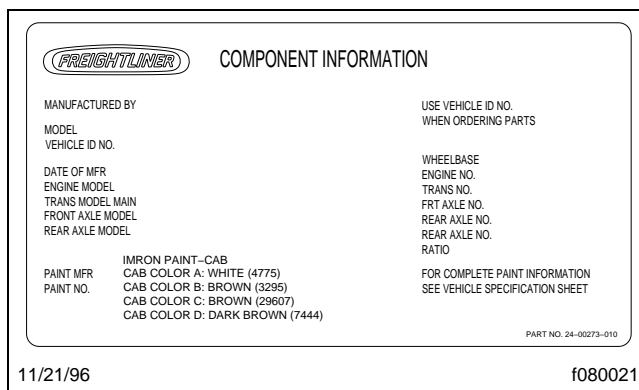 FREIGHTLINER COMPONENT INFORMATION
MANUFACTURED BY
MODEL
VEHICLE ID NO.
DATE OF MFR
ENGINE MODEL
TRANS MODEL MAIN
FRONT AXLE MODEL
REAR AXLE MODEL
USE VEHICLE ID NO.
WHEN ORDERING PARTS
WHEELBASE
ENGINE NO.
TRANS NO.
FRT AXLE NO.
REAR AXLE NO.
REAR AXLE NO.
RATIO
IMRON PAINT–CAB
PAINT MFR CAB COLOR A: WHITE (4775)
PAINT NO. CAB COLOR B: BROWN (3295)
CAB COLOR C: BROWN (29607)
CAB COLOR D: DARK BROWN (7444)
FOR COMPLETE PAINT INFORMATION
SEE VEHICLE SPECIFICATION SHEET
PART NO. 24–00273–010
11/21/96 f080021